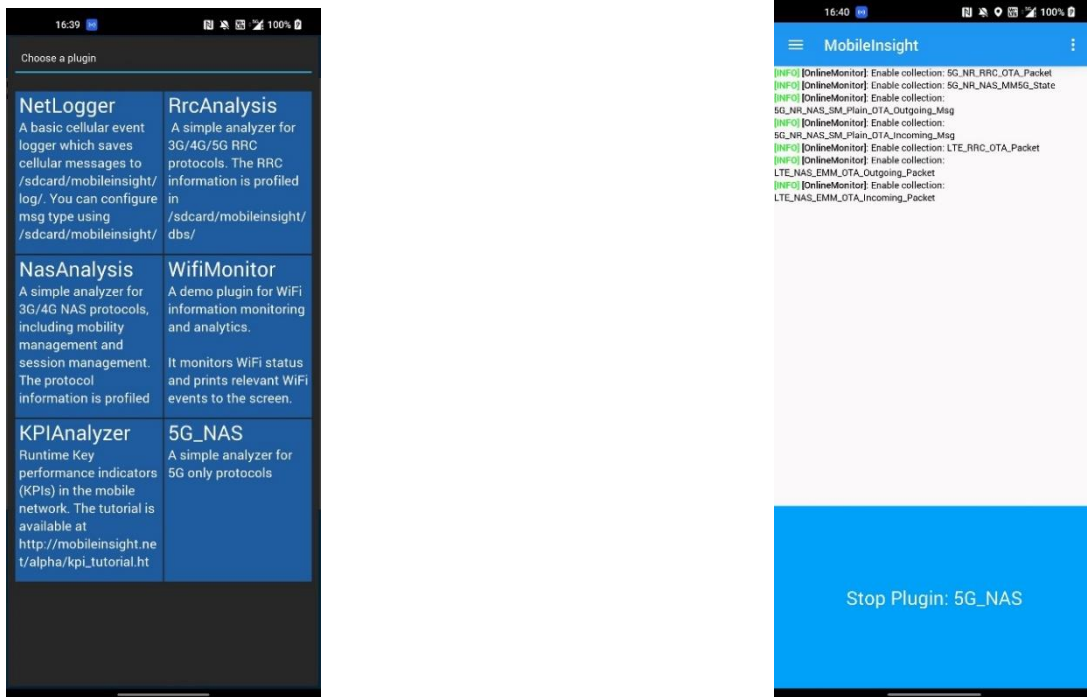 16:39
100%
Choose a plugin
NetLogger
A basic cellular event
logger which saves
cellular messages to
/sdcard/mobileinsight/
log/. You can configure
msg type using
/sdcard/mobileinsight/
RrcAnalysis
A simple analyzer for
3G/4G/5G RRC
protocols. The RRC
information is profiled
in
/sdcard/mobileinsight/
dbs/
NasAnalysis
A simple analyzer for
3G/4G NAS protocols,
including mobility
management and
session management.
The protocol
information is profiled
WifiMonitor
A demo plugin for WiFi
information monitoring
and analytics.
It monitors WiFi status
and prints relevant WiFi
events to the screen.
KPIAnalyzer
Runtime Key
performance indicators
(KPIs) in the mobile
network. The tutorial is
available at
http://mobileinsight.ne
t/alpha/kpi_tutorial.ht
5G_NAS
A simple analyzer for
5G only protocols
16:40
100%
MobileInsight
[INFO] [OnlineMonitor]: Enable collection: 5G_NR_RRC_OTA_Packet
[INFO] [OnlineMonitor]: Enable collection: 5G_NR_NAS_MM5G_State
[INFO] [OnlineMonitor]: Enable collection:
5G_NR_NAS_SM_Plain_OTA_Outgoing_Msg
[INFO] [OnlineMonitor]: Enable collection:
5G_NR_NAS_SM_Plain_OTA_Incoming_Msg
[INFO] [OnlineMonitor]: Enable collection: LTE_RRC_OTA_Packet
[INFO] [OnlineMonitor]: Enable collection:
LTE_NAS_EMM_OTA_Outgoing_Packet
[INFO] [OnlineMonitor]: Enable collection:
LTE_NAS_EMM_OTA_Incoming_Packet
Stop Plugin: 5G_NAS